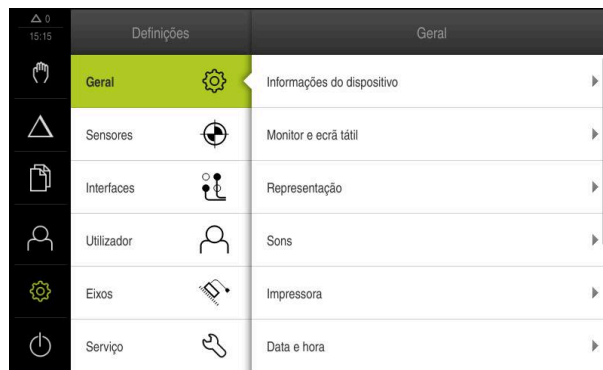 0
15:15
Definições
Geral
Geral
Informações do dispositivo
Sensores
Monitor e ecrã tátil
Interfaces
Representação
Utilizador
Sons
Eixos
Impressora
Serviço
Data e hora